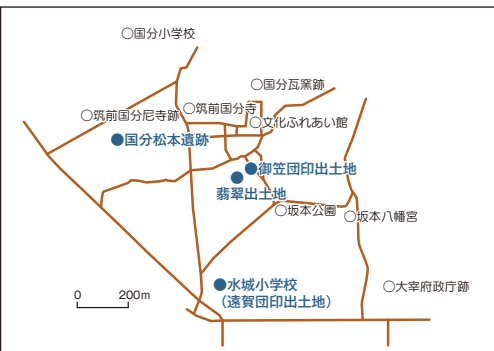 ○国分小学校
○国分瓦窯跡
○筑前国分寺
○筑前国分尼寺跡
○文化ふれあい館
●国分松本遺跡
●御笠団印出土地
●翡翠出土地
○坂本公園
○坂本八幡宮
●水城小学校
（遠賀団印出土地）
○大宰府政庁跡
0 200m